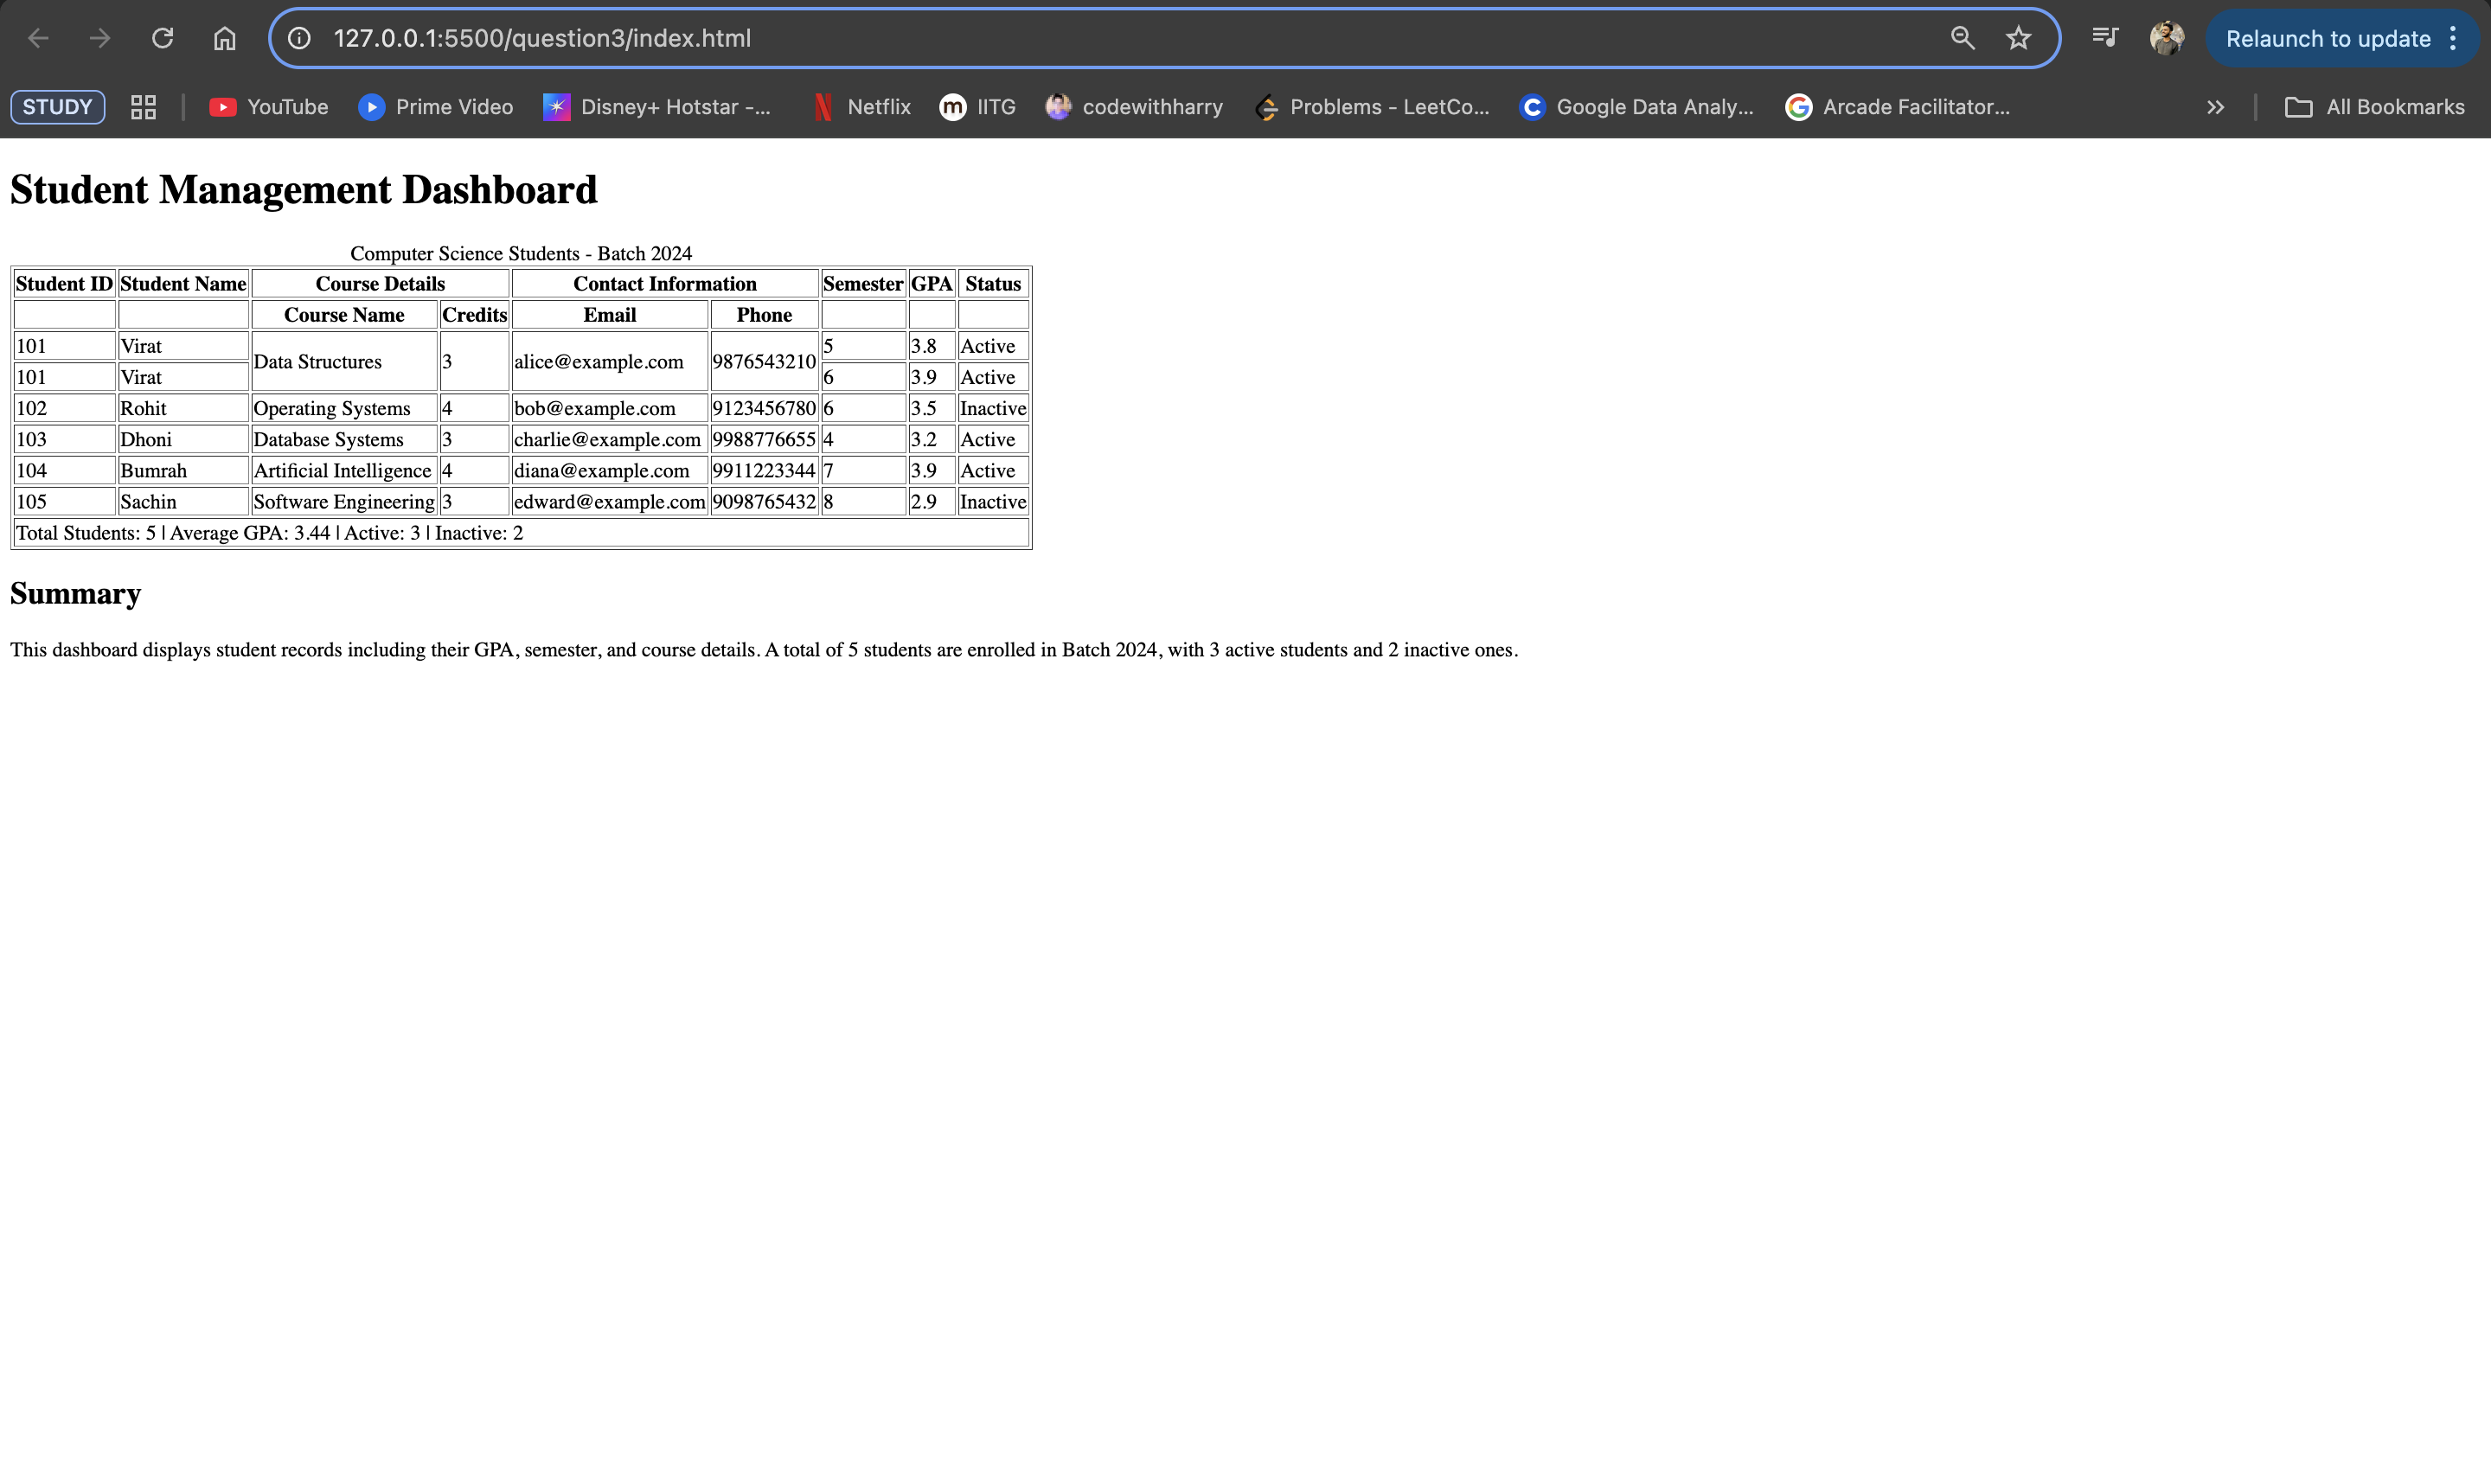 127.0.0.1:5500/question3/index.html
Relaunch to update
STUDY YouTube Prime Video Disney+ Hotstar -... Netflix IITG codewithharry Problems - LeetCo... Google Data Analy... Arcade Facilitator... All Bookmarks
Student Management Dashboard
Computer Science Students - Batch 2024
Student ID Student Name Course Details Contact Information Semester GPA Status
Course Name Credits Email Phone
101 Virat Data Structures 3 alice@example.com 9876543210 5 3.8 Active
101 Virat 6 3.9 Active
102 Rohit Operating Systems 4 bob@example.com 9123456780 6 3.5 Inactive
103 Dhoni Database Systems 3 charlie@example.com 9988776655 4 3.2 Active
104 Bumrah Artificial Intelligence 4 diana@example.com 9911223344 7 3.9 Active
105 Sachin Software Engineering 3 edward@example.com 9098765432 8 2.9 Inactive
Total Students: 5 | Average GPA: 3.44 | Active: 3 | Inactive: 2
Summary
This dashboard displays student records including their GPA, semester, and course details. A total of 5 students are enrolled in Batch 2024, with 3 active students and 2 inactive ones.